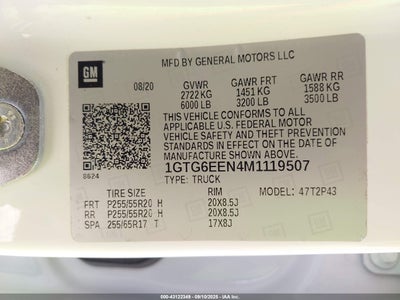 GM
MFD BY GENERAL MOTORS LLC
08/20 GVWR GAWR FRT GAWR RR
2722 KG 1451 KG 1588 KG
6000 LB 3200 LB 3500 LB
THIS VEHICLE CONFORMS TO ALL
APPLICABLE U.S. FEDERAL MOTOR
VEHICLE SAFETY AND THEFT
PREVENTION STANDARDS IN EFFECT
ON THE DATE OF MANUFACTURE
SHOWN ABOVE.
1GTG6EEN4M1119507
8624 TYPE: TRUCK
TIRE SIZE RIM MODEL: 47T2P43
FRT P255/55R20 H 20X8.5J
RR P255/55R20 H 20X8.5J
SPA 255/65R17 T 17X8J
000-43122349 - 09/10/2025 - IAAI.COM